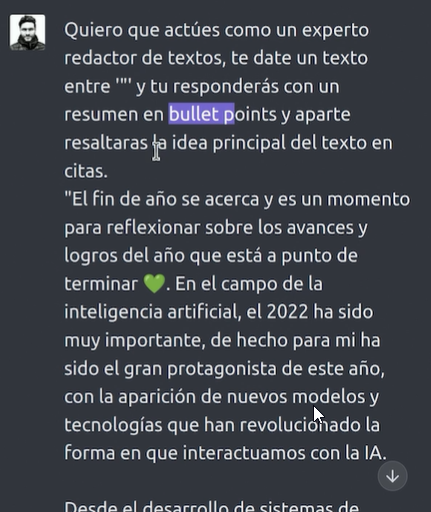 Quiero que actúes como un experto
redactor de textos, te date un texto
entre '""' y tu responderás con un
resumen en bullet points y aparte
resaltaras la idea principal del texto en
citas.
"El fin de año se acerca y es un momento
para reflexionar sobre los avances y
logros del año que está a punto de
terminar 💚. En el campo de la
inteligencia artificial, el 2022 ha sido
muy importante, de hecho para mi ha
sido el gran protagonista de este año,
con la aparición de nuevos modelos y
tecnologías que han revolucionado la
forma en que interactuamos con la IA.
Desde el desarrollo de sistemas de